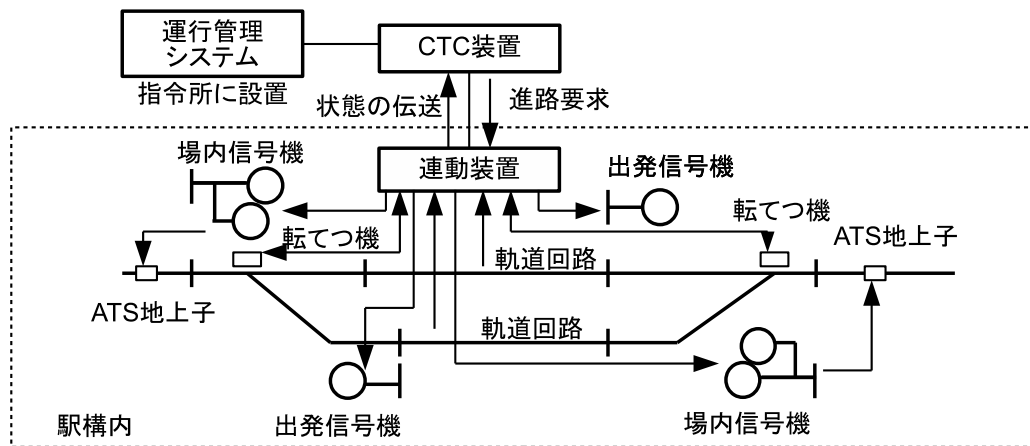 運行管理
システム
指令所に設置
CTC装置
状態の伝送
進路要求
場内信号機
連動装置
出発信号機
転てつ機
転てつ機
ATS地上子
軌道回路
ATS地上子
軌道回路
駅構内
出発信号機
場内信号機